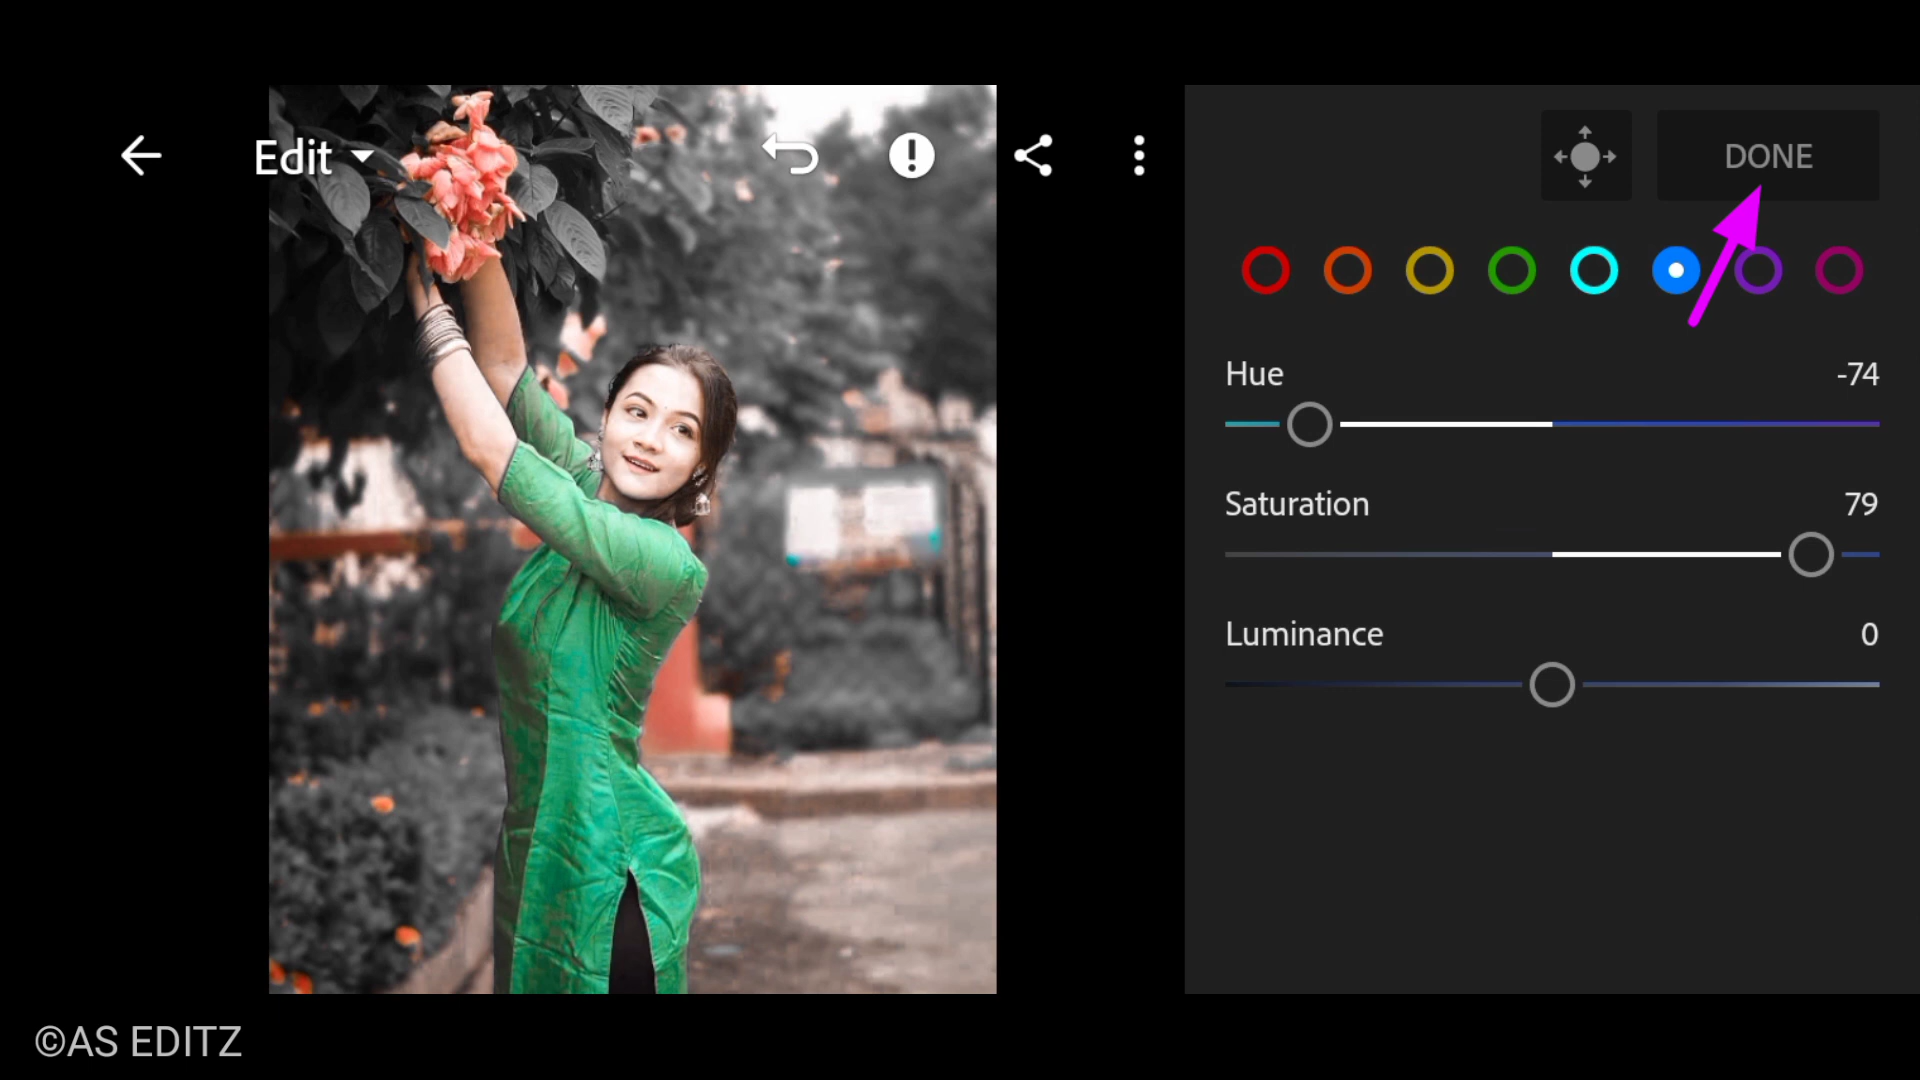 Edit
DONE
Hue
-74
Saturation
79
Luminance
0
©AS EDITZ